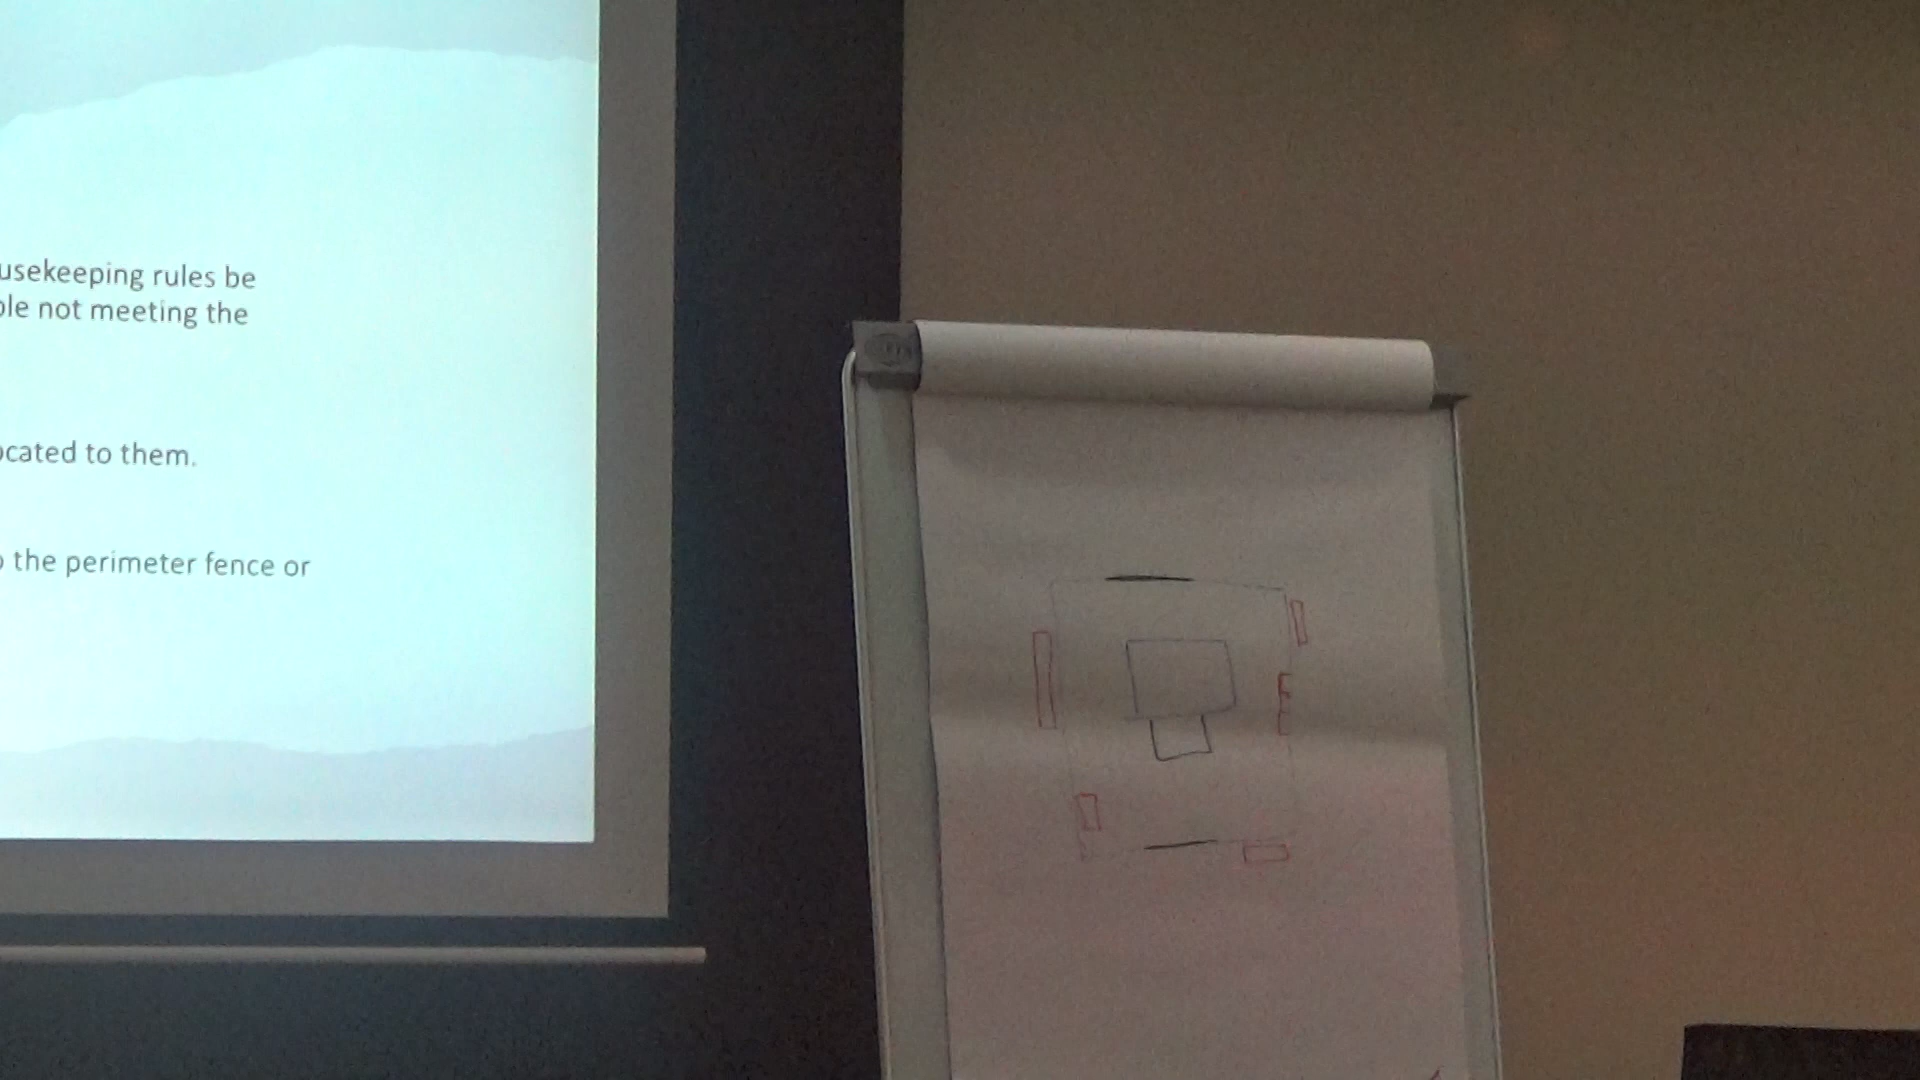 usekeeping rules be
ple not meeting the
ocated to them.
the perimeter fence or